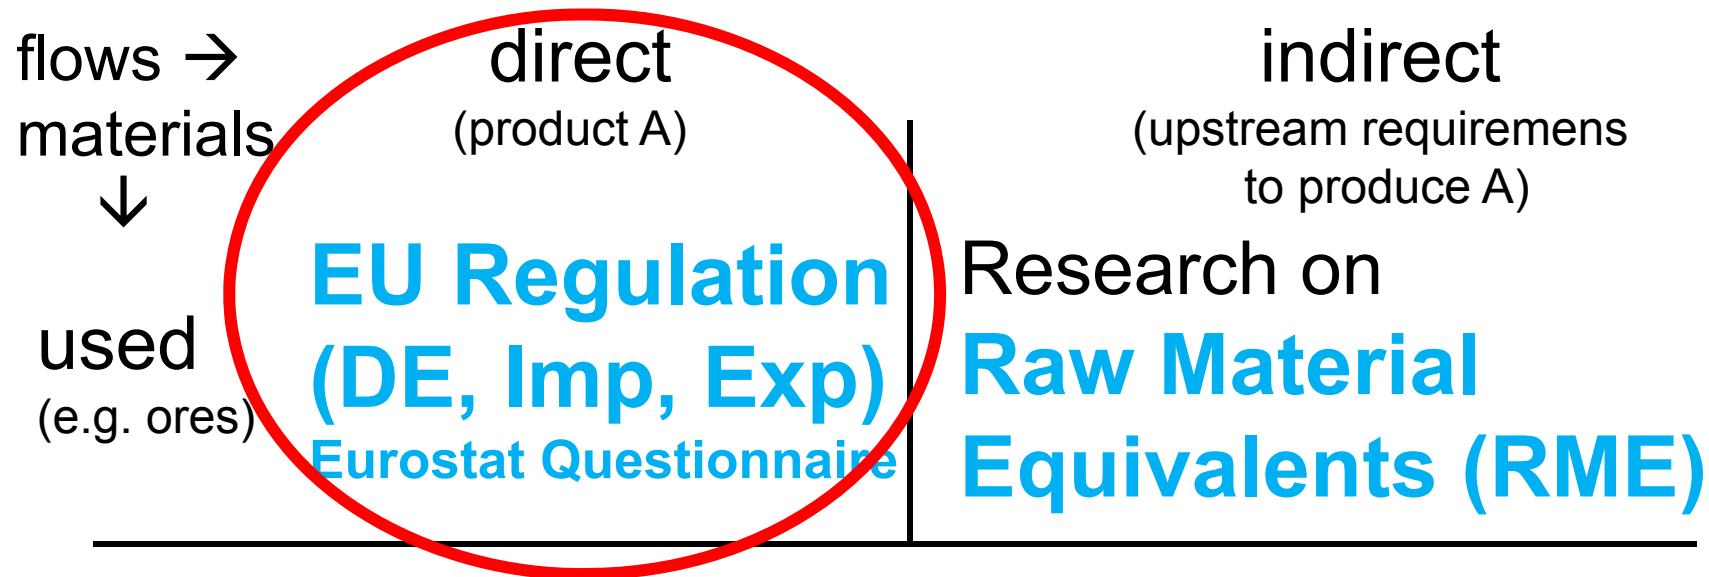 flows →
materials
↓
direct
(product A)
indirect
(upstream requiremens
to produce A)
used
(e.g. ores)
EU Regulation
(DE, Imp, Exp)
Eurostat Questionnaire
Research on
Raw Material
Equivalents (RME)